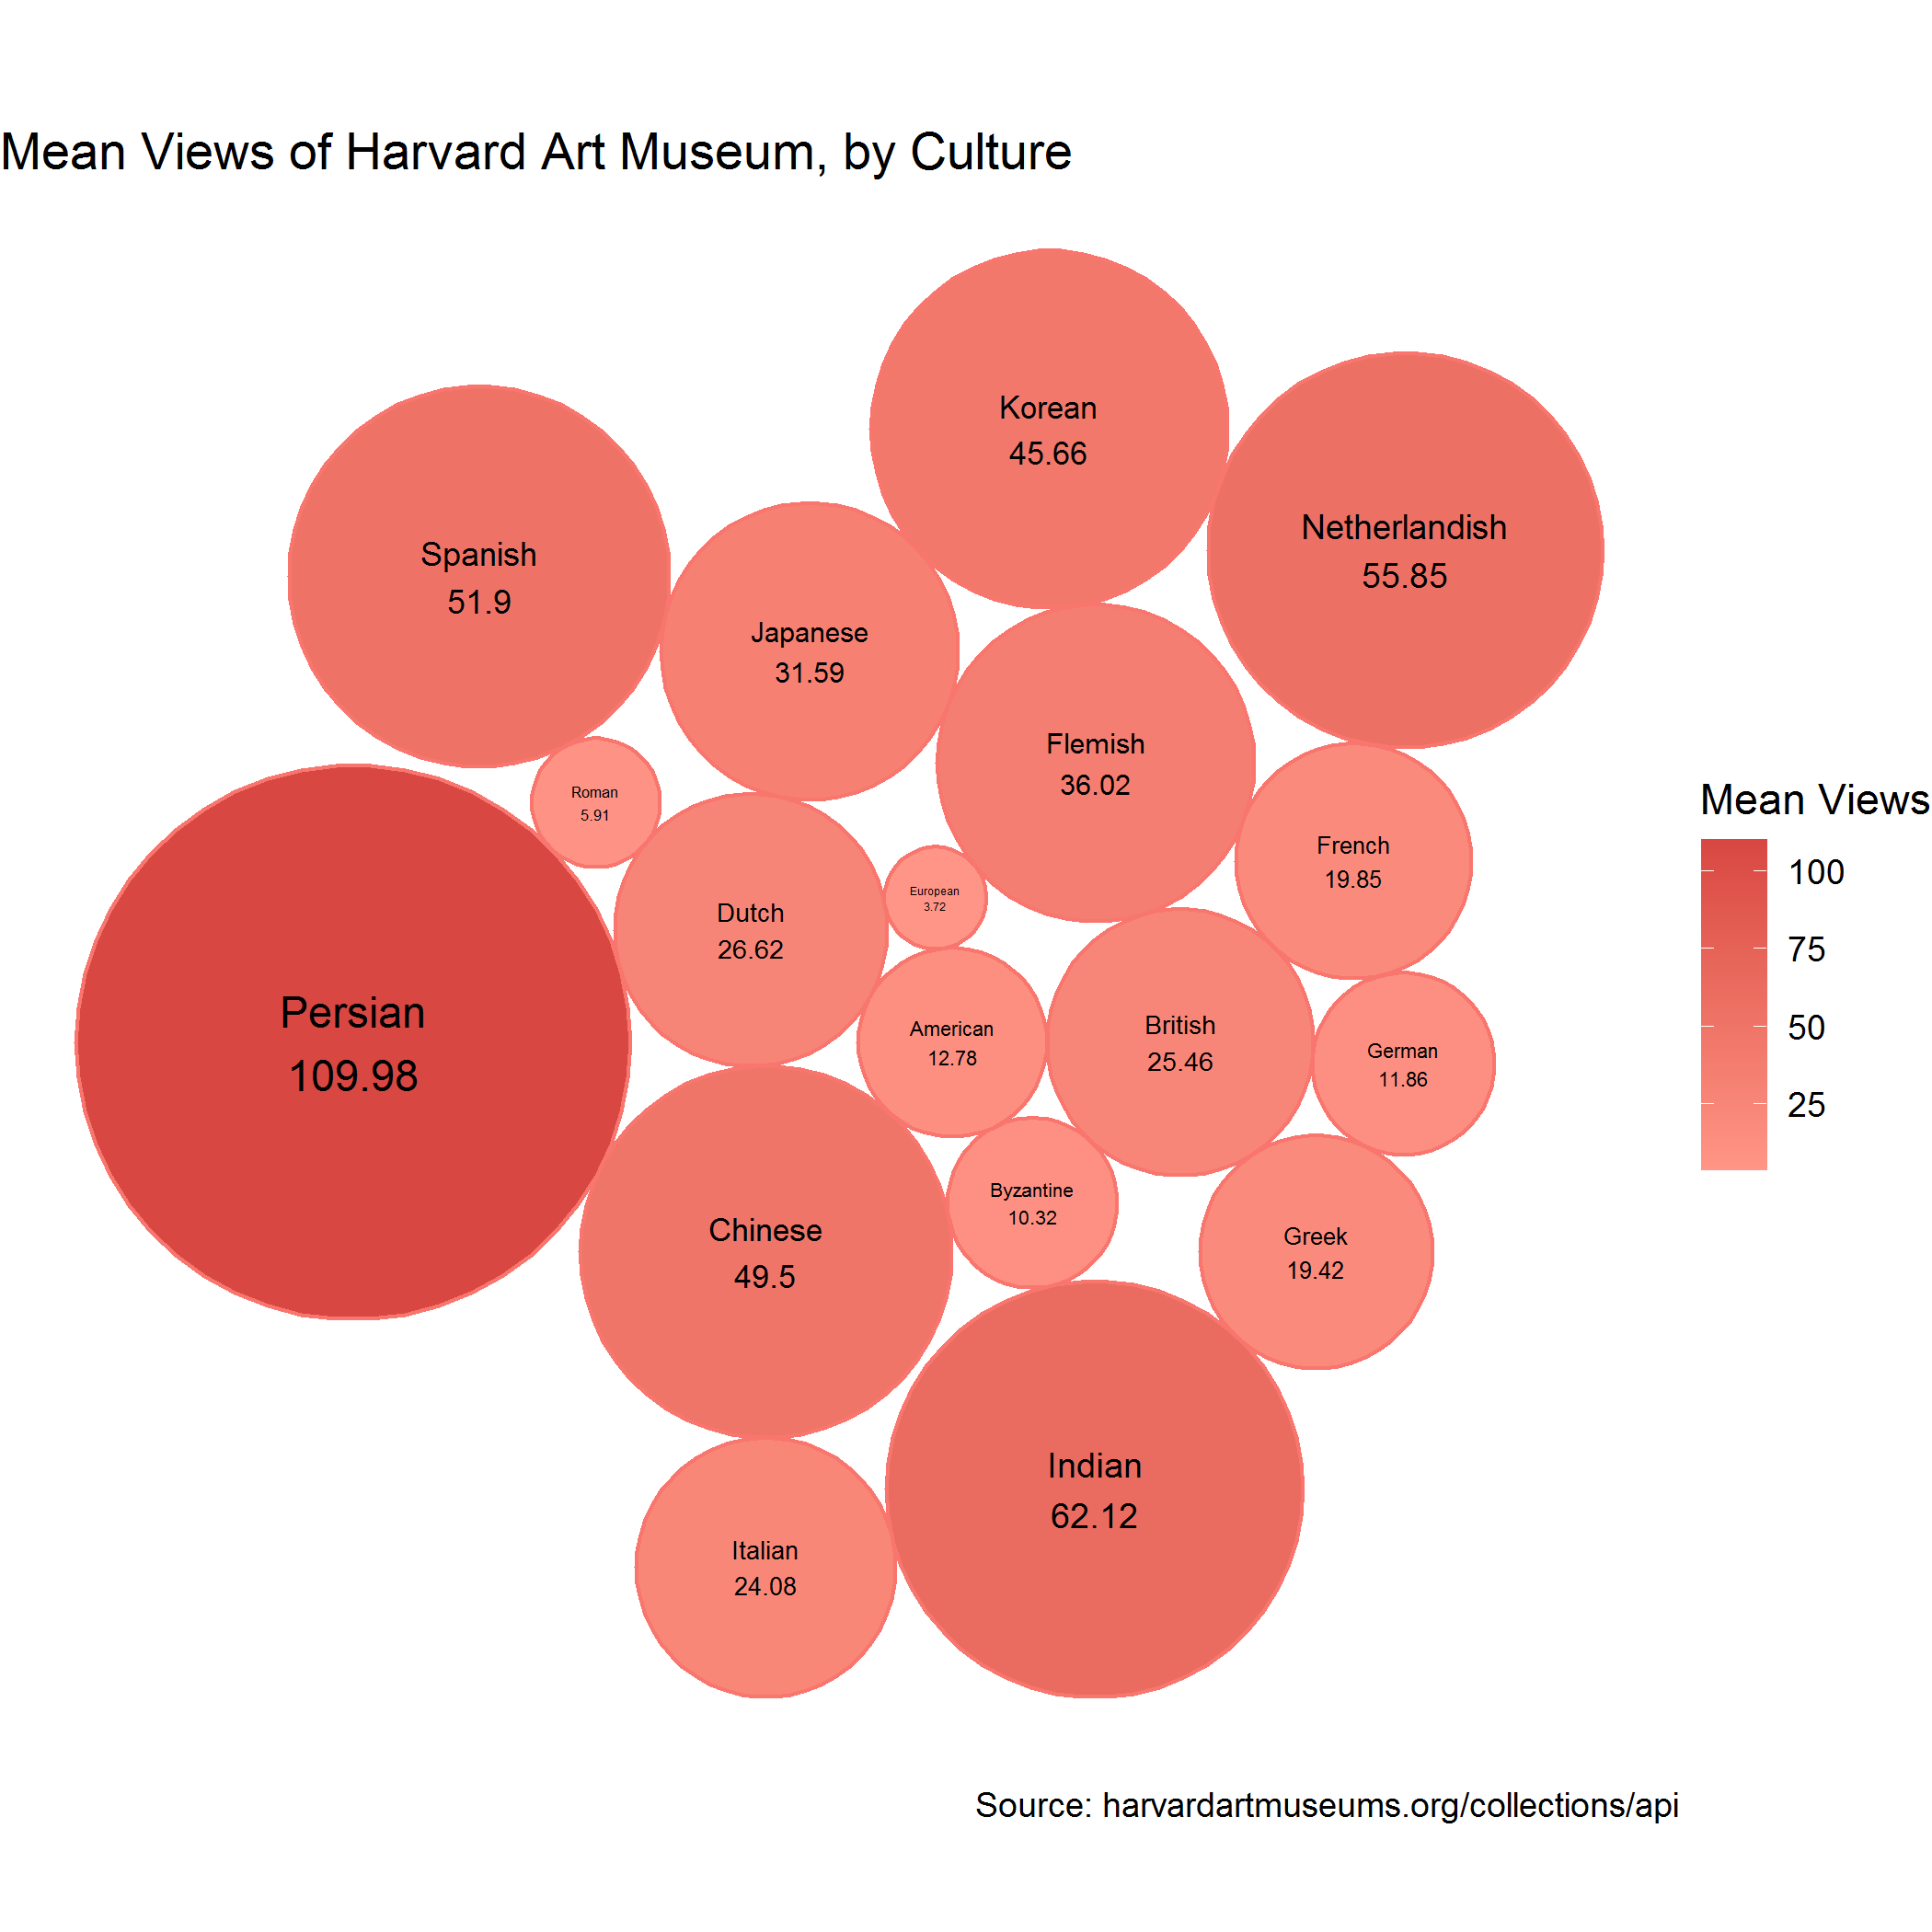 Mean Views of Harvard Art Museum, by Culture
Korean
45.66
Netherlandish
55.85
Spanish
51.9
Japanese
31.59
Flemish
36.02
Roman
5.91
French
19.85
European
3.72
Dutch
26.62
Persian
109.98
American
12.78
British
25.46
German
11.86
Byzantine
10.32
Chinese
49.5
Greek
19.42
Indian
62.12
Italian
24.08
Mean Views
100
75
50
25
Source: harvardartmuseums.org/collections/api